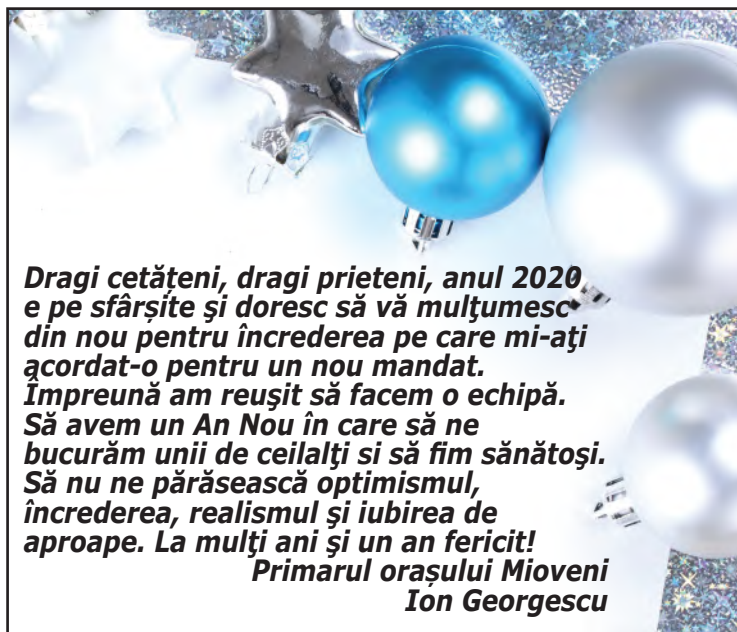 Dragi cetățeni, dragi prieteni, anul 2020
e pe sfârșite şi doresc să vă mulţumesc
din nou pentru încrederea pe care mi-aţi
acordat-o pentru un nou mandat.
Împreună am reuşit să facem o echipă.
Să avem un An Nou în care să ne
bucurăm unii de ceilalţi si să fim sănătoşi.
Să nu ne părăsească optimismul,
încrederea, realismul şi iubirea de
aproape. La mulţi ani şi un an fericit!
Primarul orașului Mioveni
Ion Georgescu